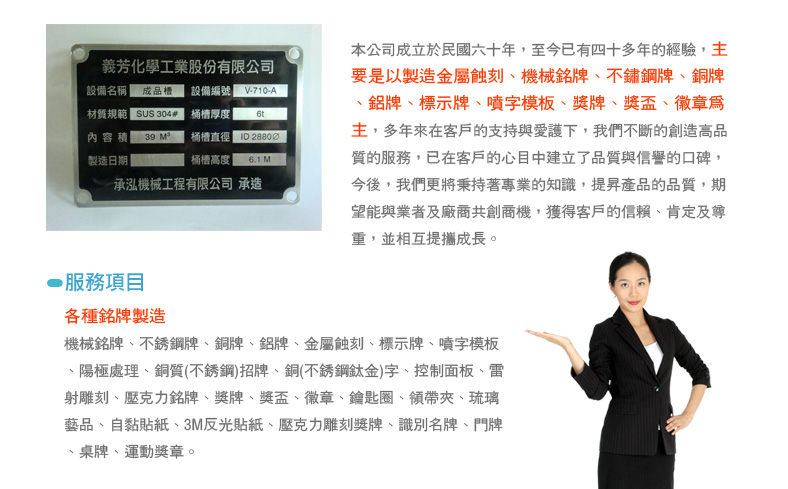 義芳化學工業股份有限公司
設備名稱 成品槽 設備編號 V-710-A
材質規範 SUS 304# 桶槽厚度 6t
內容積 39 M³ 桶槽直徑 ID 2880∅
製造日期 桶槽高度 6.1 M
承泓機械工程有限公司 承造
本公司成立於民國六十年，至今已有四十多年的經驗，主
要是以製造金屬蝕刻、機械銘牌、不鏽鋼牌、銅牌
、鋁牌、標示牌、噴字模板、獎牌、獎盃、徽章為
主，多年來在客戶的支持與愛護下，我們不斷的創造高品
質的服務，已在客戶的心目中建立了品質與信譽的口碑，
今後，我們更將秉持著專業的知識，提昇產品的品質，期
望能與業者及廠商共創商機，獲得客戶的信賴、肯定及尊
重，並相互提攜成長。
服務項目
各種銘牌製造
機械銘牌、不銹鋼牌、銅牌、鋁牌、金屬蝕刻、標示牌、噴字模板
、陽極處理、銅質(不銹鋼)招牌、銅(不銹鋼鈦金)字、控制面板、雷
射雕刻、壓克力銘牌、獎牌、獎盃、徽章、鑰匙圈、領帶夾、琉璃
藝品、自黏貼紙、3M反光貼紙、壓克力雕刻獎牌、識別名牌、門牌
、桌牌、運動獎章。